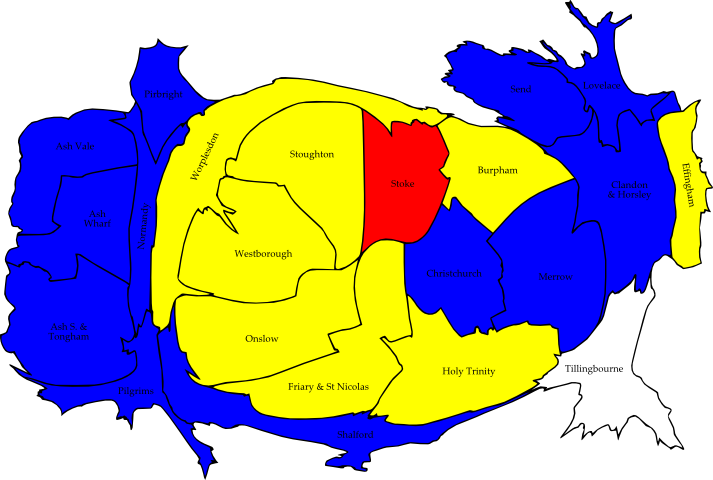 Send
Lovelace
Pirbright
Worplesdon
Ash Vale
Stoughton
Burpham
Effingham
Stoke
Clandon
& Horsley
Ash
Wharf
Normandy
Westborough
Christchurch
Merrow
Ash S. &
Tongham
Onslow
Tillingbourne
Holy Trinity
Friary & St Nicolas
Pilgrims
Shalford